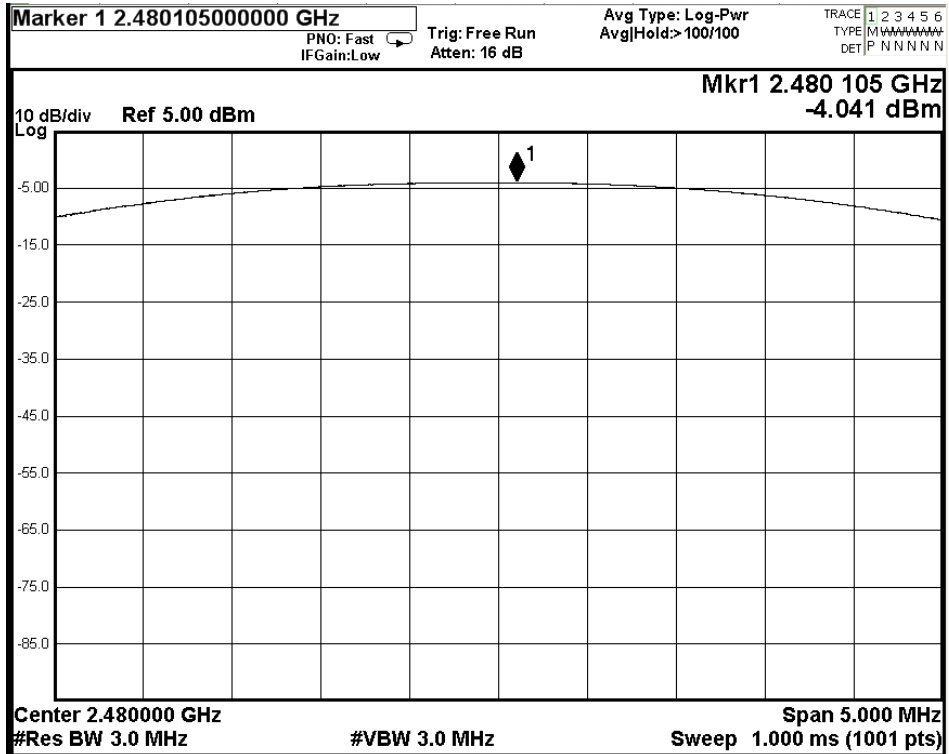 Marker 1 2.480105000000 GHz
PNO: Fast
IFGain:Low
Trig: Free Run
Atten: 16 dB
Avg Type: Log-Pwr
Avg|Hold:>100/100
TRACE 1 2 3 4 5 6
TYPE M
DET P N N N N N
Mkr1 2.480 105 GHz
-4.041 dBm
10 dB/div Ref 5.00 dBm
Log
1
-5.00
-15.0
-25.0
-35.0
-45.0
-55.0
-65.0
-75.0
-85.0
Center 2.480000 GHz Span 5.000 MHz
#Res BW 3.0 MHz #VBW 3.0 MHz Sweep 1.000 ms (1001 pts)